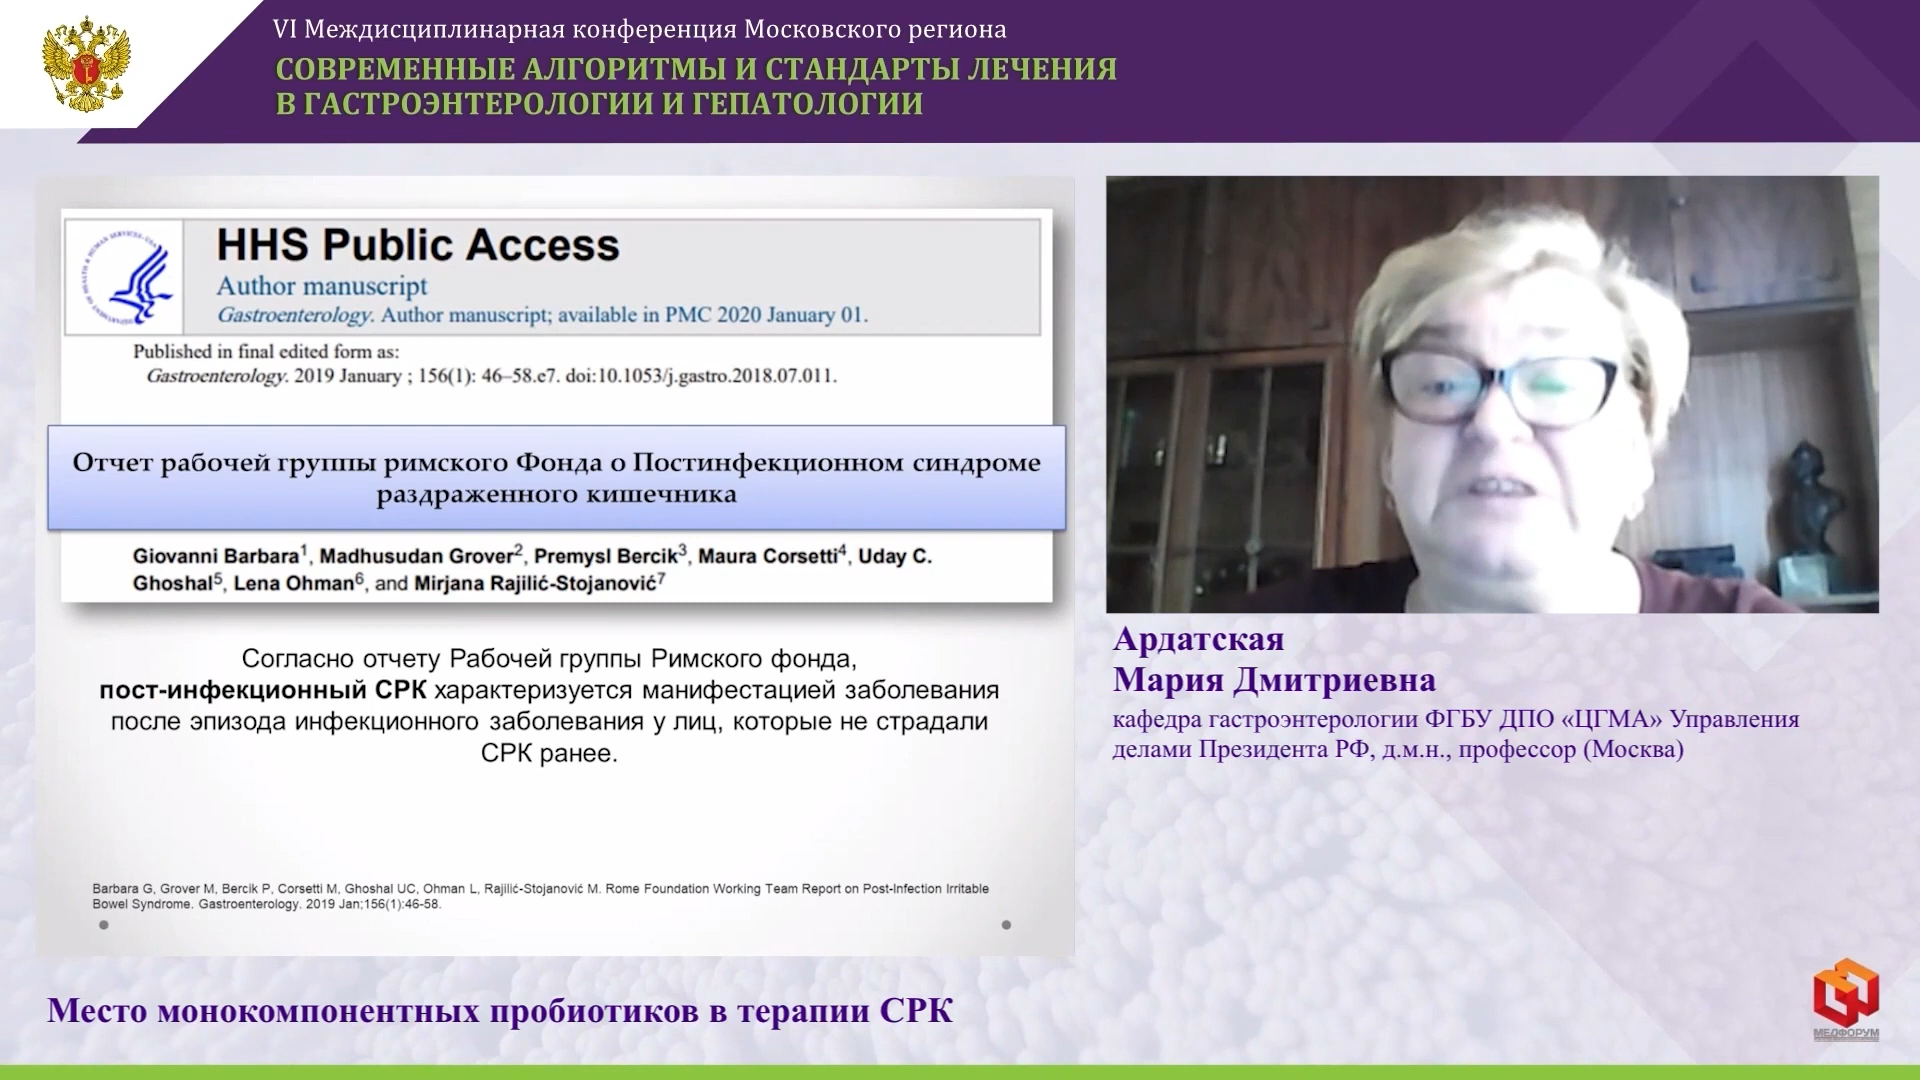 VI Междисциплинарная конференция Московского региона
СОВРЕМЕННЫЕ АЛГОРИТМЫ И СТАНДАРТЫ ЛЕЧЕНИЯ
В ГАСТРОЭНТЕРОЛОГИИ И ГЕПАТОЛОГИИ
HHS Public Access
Author manuscript
Gastroenterology. Author manuscript; available in PMC 2020 January 01.
Published in final edited form as:
Gastroenterology. 2019 January ; 156(1): 46–58.e7. doi:10.1053/j.gastro.2018.07.011.
Отчет рабочей группы римского Фонда о Постинфекционном синдроме
раздраженного кишечника
Giovanni Barbara1, Madhusudan Grover2, Premysl Bercik3, Maura Corsetti4, Uday C.
Ghoshal5, Lena Ohman6, and Mirjana Rajilić-Stojanović7
Согласно отчету Рабочей группы Римского фонда,
пост-инфекционный СРК характеризуется манифестацией заболевания
после эпизода инфекционного заболевания у лиц, которые не страдали
СРК ранее.
Barbara G, Grover M, Bercik P, Corsetti M, Ghoshal UC, Ohman L, Rajilić-Stojanović M. Rome Foundation Working Team Report on Post-Infection Irritable
Bowel Syndrome. Gastroenterology. 2019 Jan;156(1):46-58.
Ардатская
Мария Дмитриевна
кафедра гастроэнтерологии ФГБУ ДПО «ЦГМА» Управления
делами Президента РФ, д.м.н., профессор (Москва)
Место монокомпонентных пробиотиков в терапии СРК
МЕДФОРУМ